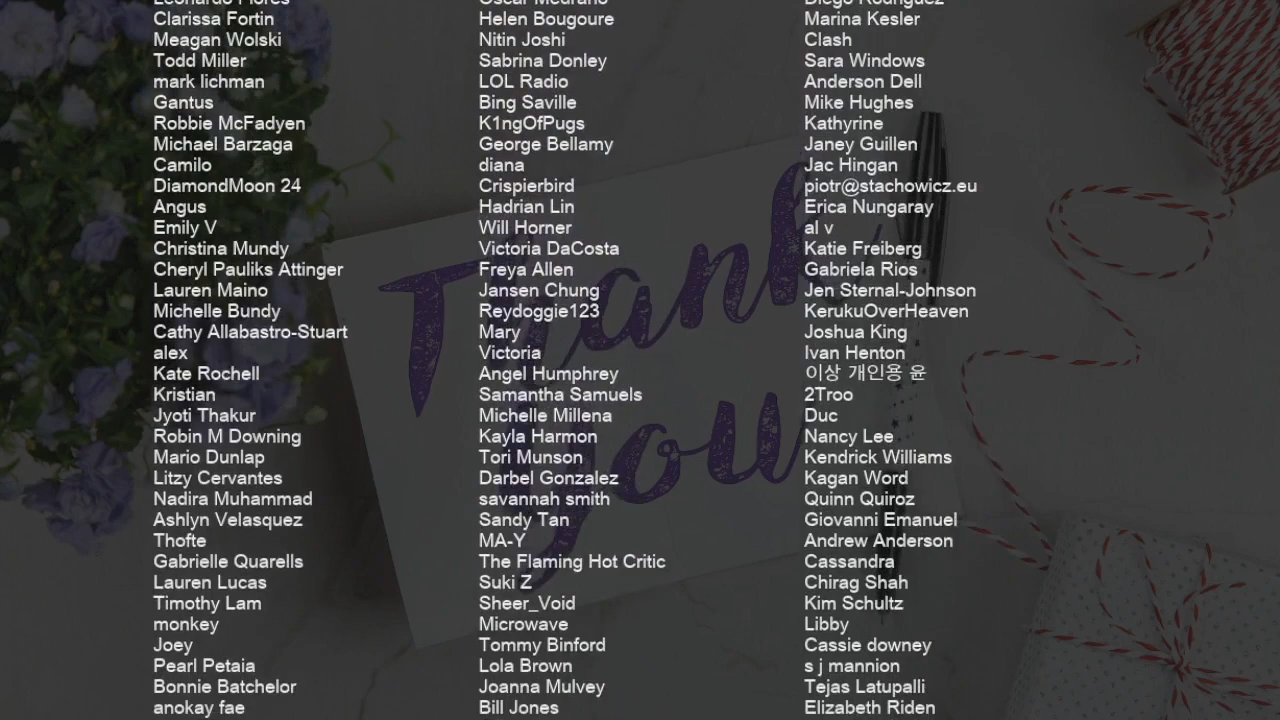 Leonardo Flores
Clarissa Fortin
Meagan Wolski
Todd Miller
mark lichman
Gantus
Robbie McFadyen
Michael Barzaga
Camilo
DiamondMoon 24
Angus
Emily V
Christina Mundy
Cheryl Pauliks Attinger
Lauren Maino
Michelle Bundy
Cathy Allabastro-Stuart
alex
Kate Rochell
Kristian
Jyoti Thakur
Robin M Downing
Mario Dunlap
Litzy Cervantes
Nadira Muhammad
Ashlyn Velasquez
Thofte
Gabrielle Quarells
Lauren Lucas
Timothy Lam
monkey
Joey
Pearl Petaia
Bonnie Batchelor
anokay fae
Oscar Medrano
Helen Bougoure
Nitin Joshi
Sabrina Donley
LOL Radio
Bing Saville
K1ngOfPugs
George Bellamy
diana
Crispierbird
Hadrian Lin
Will Horner
Victoria DaCosta
Freya Allen
Jansen Chung
Reydoggie123
Mary
Victoria
Angel Humphrey
Samantha Samuels
Michelle Millena
Kayla Harmon
Tori Munson
Darbel Gonzalez
savannah smith
Sandy Tan
MA-Y
The Flaming Hot Critic
Suki Z
Sheer_Void
Microwave
Tommy Binford
Lola Brown
Joanna Mulvey
Bill Jones
Diego Rodriguez
Marina Kesler
Clash
Sara Windows
Anderson Dell
Mike Hughes
Kathyrine
Janey Guillen
Jac Hingan
piotr@stachowicz.eu
Erica Nungaray
al v
Katie Freiberg
Gabriela Rios
Jen Sternal-Johnson
KerukuOverHeaven
Joshua King
Ivan Henton
이상 개인용 윤
2Troo
Duc
Nancy Lee
Kendrick Williams
Kagan Word
Quinn Quiroz
Giovanni Emanuel
Andrew Anderson
Cassandra
Chirag Shah
Kim Schultz
Libby
Cassie downey
s j mannion
Tejas Latupalli
Elizabeth Riden
Thank
you